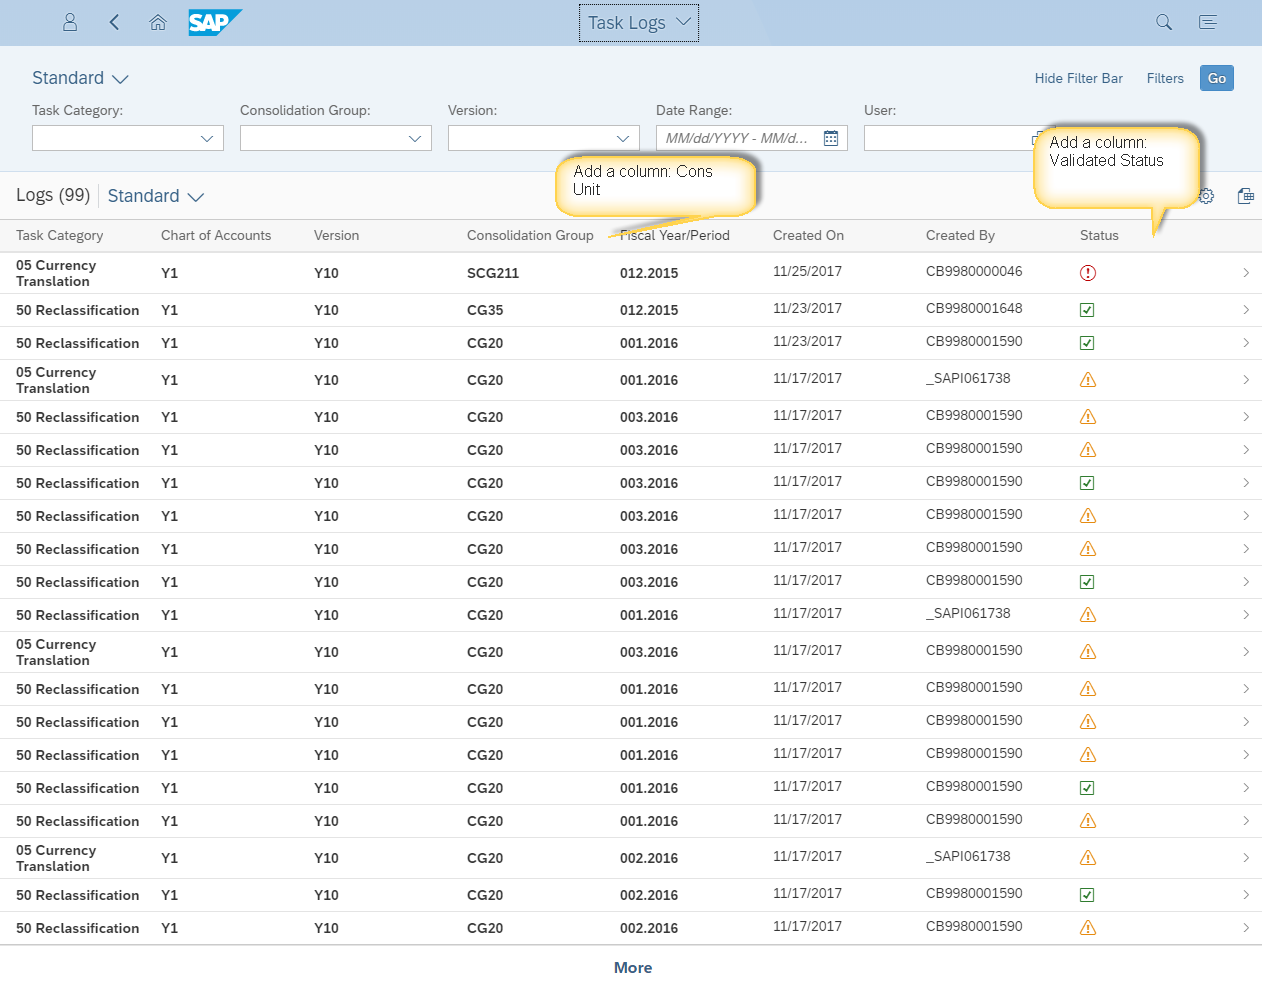 SAP
Task Logs
Standard
Hide Filter Bar Filters Go
Task Category: Consolidation Group: Version: Date Range: User:
MM/dd/YYYY - MM/d...
Add a column: Cons
Unit
Add a column:
Validated Status
Logs (99) Standard
Task Category Chart of Accounts Version Consolidation Group Fiscal Year/Period Created On Created By Status
05 Currency
Translation Y1 Y10 SCG211 012.2015 11/25/2017 CB9980000046
50 Reclassification Y1 Y10 CG35 012.2015 11/23/2017 CB9980001648
50 Reclassification Y1 Y10 CG20 001.2016 11/23/2017 CB9980001590
05 Currency
Translation Y1 Y10 CG20 001.2016 11/17/2017 _SAPI061738
50 Reclassification Y1 Y10 CG20 003.2016 11/17/2017 CB9980001590
50 Reclassification Y1 Y10 CG20 003.2016 11/17/2017 CB9980001590
50 Reclassification Y1 Y10 CG20 003.2016 11/17/2017 CB9980001590
50 Reclassification Y1 Y10 CG20 003.2016 11/17/2017 CB9980001590
50 Reclassification Y1 Y10 CG20 003.2016 11/17/2017 CB9980001590
50 Reclassification Y1 Y10 CG20 003.2016 11/17/2017 CB9980001590
50 Reclassification Y1 Y10 CG20 001.2016 11/17/2017 _SAPI061738
05 Currency
Translation Y1 Y10 CG20 003.2016 11/17/2017 CB9980001590
50 Reclassification Y1 Y10 CG20 001.2016 11/17/2017 CB9980001590
50 Reclassification Y1 Y10 CG20 001.2016 11/17/2017 CB9980001590
50 Reclassification Y1 Y10 CG20 001.2016 11/17/2017 CB9980001590
50 Reclassification Y1 Y10 CG20 001.2016 11/17/2017 CB9980001590
50 Reclassification Y1 Y10 CG20 001.2016 11/17/2017 CB9980001590
05 Currency
Translation Y1 Y10 CG20 002.2016 11/17/2017 _SAPI061738
50 Reclassification Y1 Y10 CG20 002.2016 11/17/2017 CB9980001590
50 Reclassification Y1 Y10 CG20 002.2016 11/17/2017 CB9980001590
More